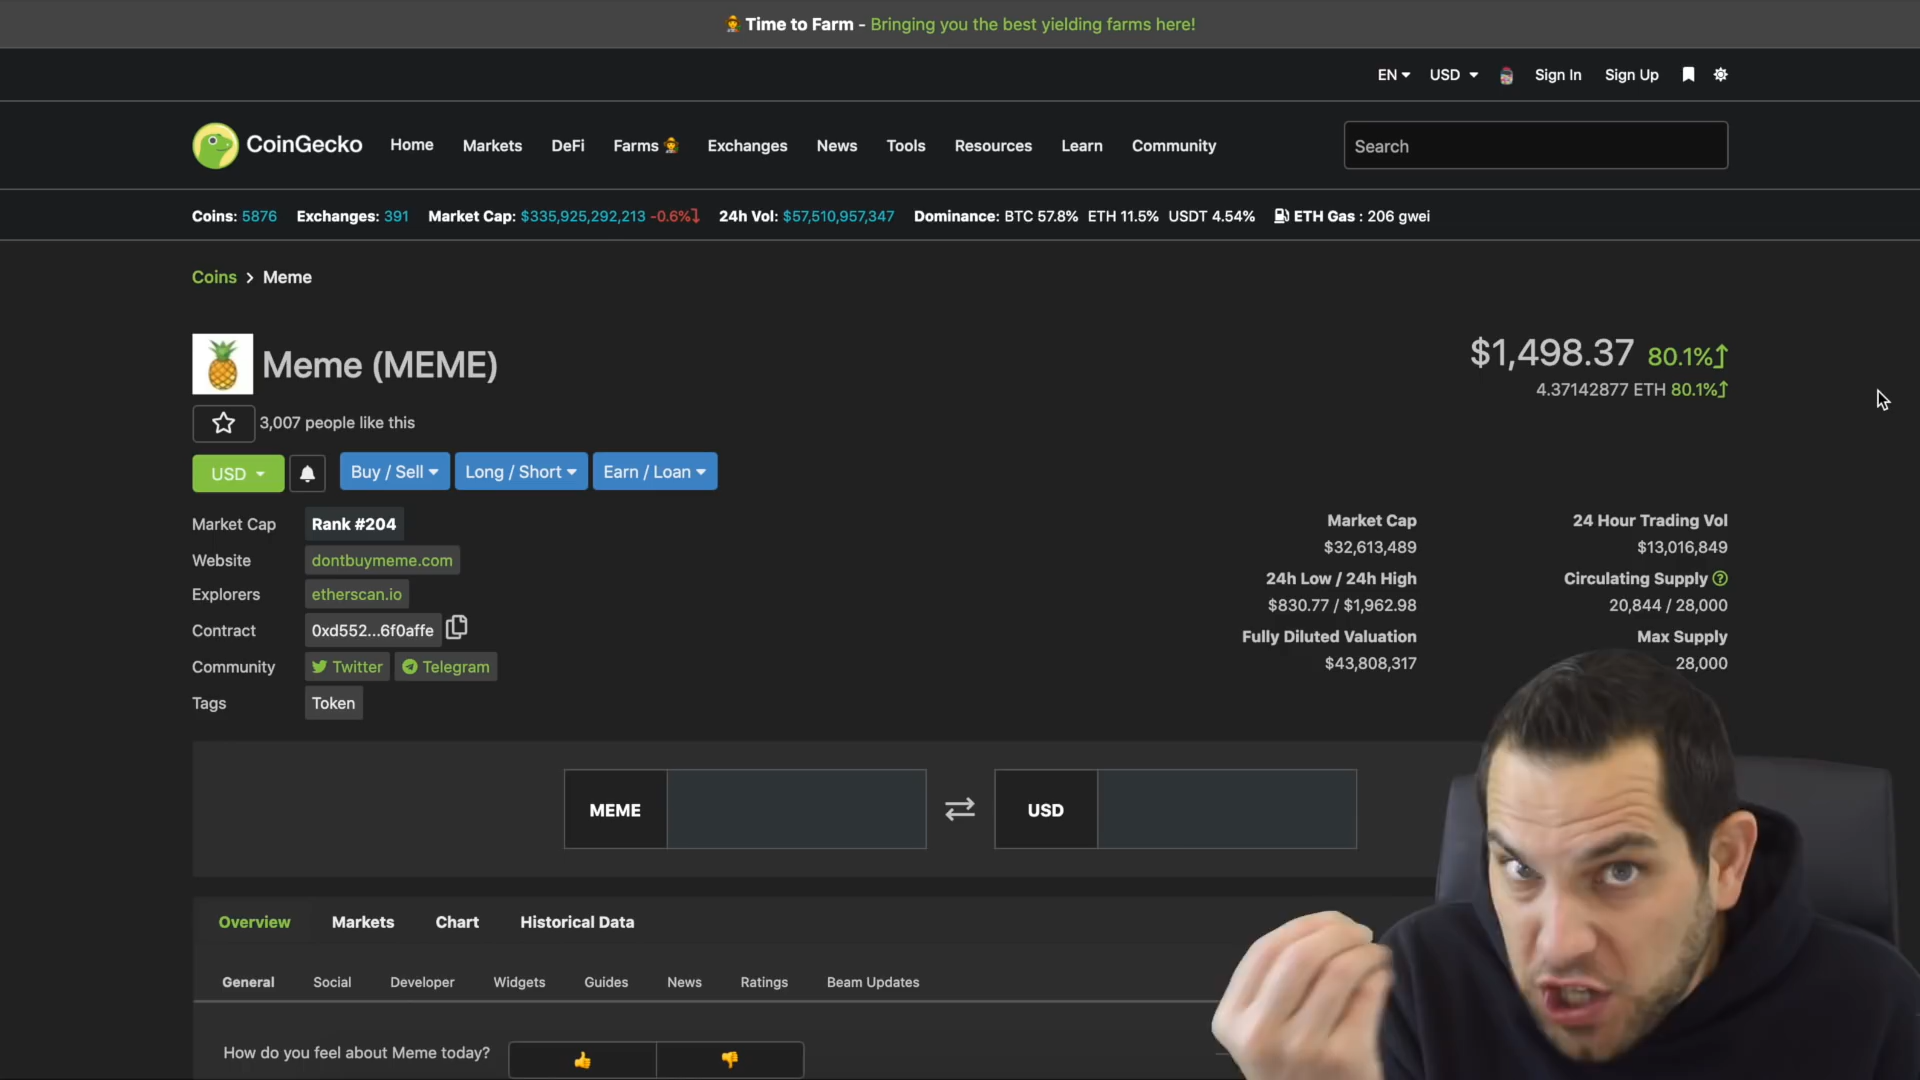 Time to Farm - Bringing you the best yielding farms here!
EN USD Sign In Sign Up
CoinGecko Home Markets DeFi Farms Exchanges News Tools Resources Learn Community Search
Coins: 5876 Exchanges: 391 Market Cap: $335,925,292,213 -0.6% 24h Vol: $57,510,957,347 Dominance: BTC 57.8% ETH 11.5% USDT 4.54% ETH Gas : 206 gwei
Coins > Meme
Meme (MEME)
$1,498.37 80.1%
4.37142877 ETH 80.1%
3,007 people like this
USD Buy / Sell Long / Short Earn / Loan
Market Cap Rank #204
Website dontbuymeme.com
Explorers etherscan.io
Contract 0xd552...6f0affe
Community Twitter Telegram
Tags Token
Market Cap
$32,613,489
24h Low / 24h High
$830.77 / $1,962.98
Fully Diluted Valuation
$43,808,317
24 Hour Trading Vol
$13,016,849
Circulating Supply ?
20,844 / 28,000
Max Supply
28,000
MEME USD
Overview Markets Chart Historical Data
General Social Developer Widgets Guides News Ratings Beam Updates
How do you feel about Meme today?